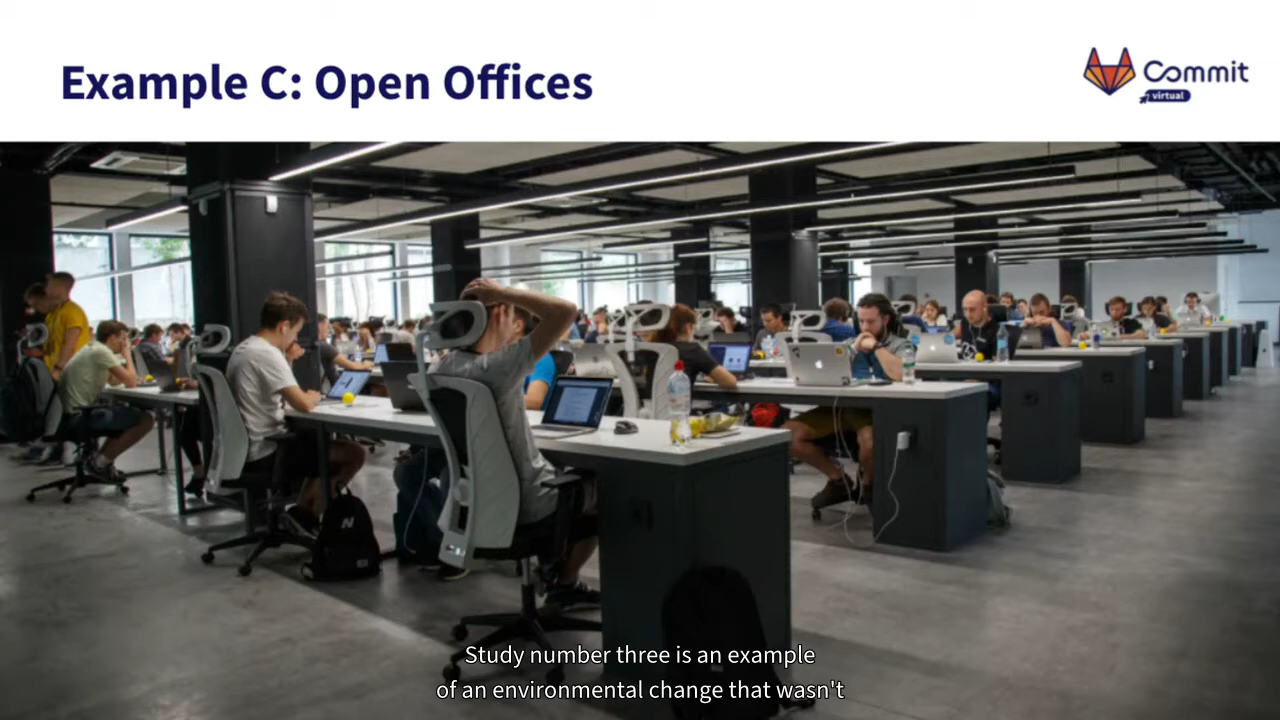 Example C: Open Offices
Commit
virtual
Study number three is an example
of an environmental change that wasn't